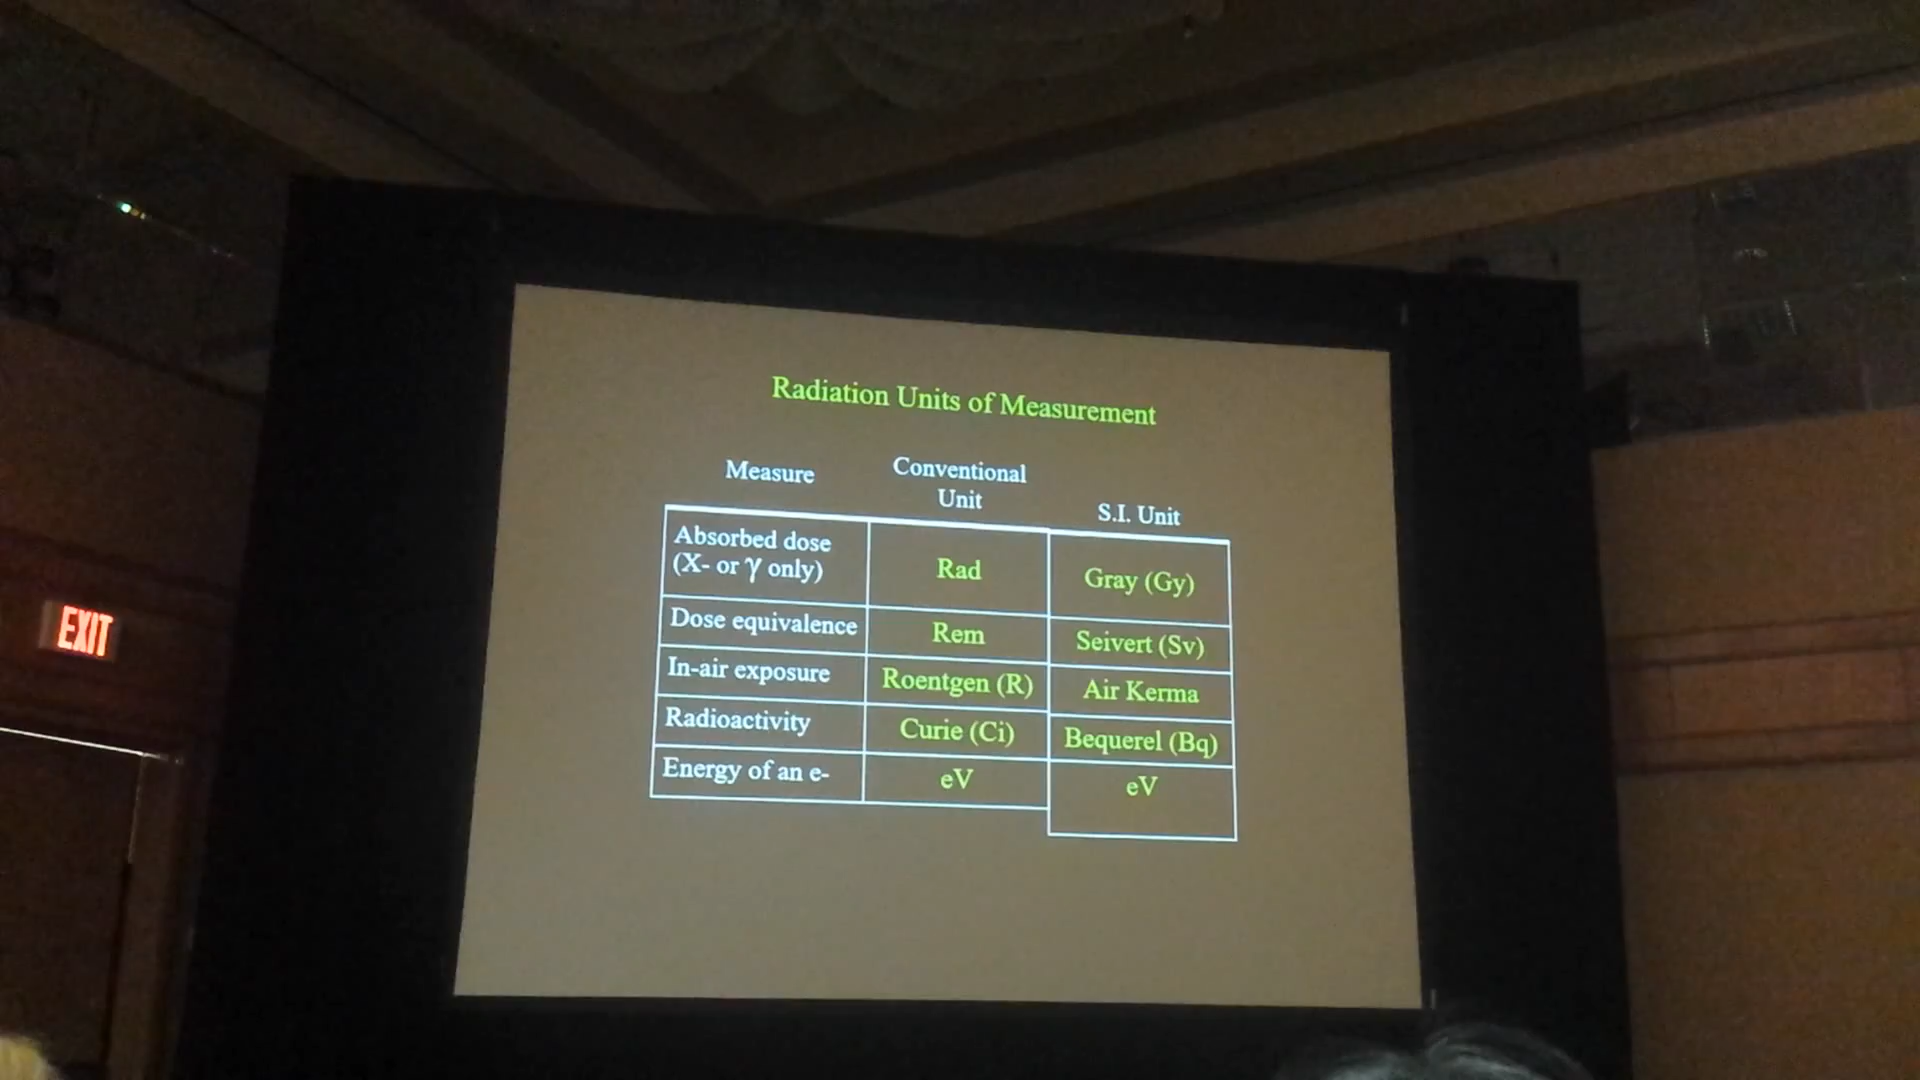 Radiation Units of Measurement
Measure
Conventional
Unit
S.I. Unit
Absorbed dose
(X- or γ only)
Rad
Gray (Gy)
Dose equivalence
Rem
Seivert (Sv)
In-air exposure
Roentgen (R)
Air Kerma
Radioactivity
Curie (Ci)
Bequerel (Bq)
Energy of an e-
eV
eV
EXIT